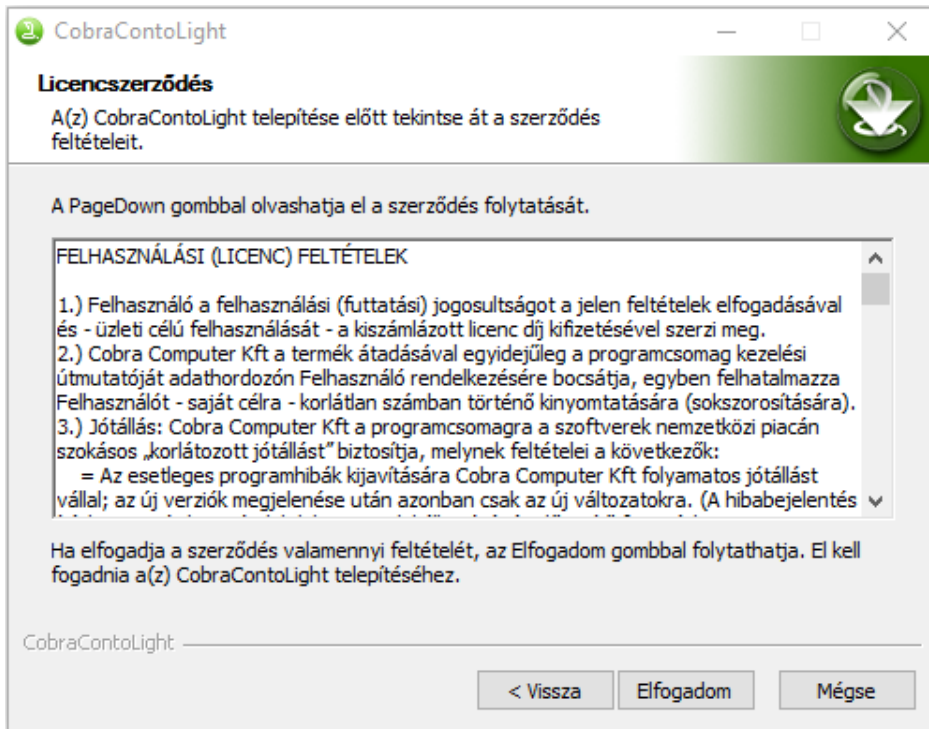 CobraContoLight
Licencszerződés
A(z) CobraContoLight telepítése előtt tekintse át a szerződés
feltételeit.
A PageDown gombbal olvashatja el a szerződés folytatását.
FELHASZNÁLÁSI (LICENC) FELTÉTELEK
1.) Felhasználó a felhasználási (futtatási) jogosultságot a jelen feltételek elfogadásával
és - üzleti célú felhasználását - a kiszámlázott licenc díj kifizetésével szerzi meg.
2.) Cobra Computer Kft a termék átadásával egyidejűleg a programcsomag kezelési
útmutatóját adathordozón Felhasználó rendelkezésére bocsátja, egyben felhatalmazza
Felhasználót - saját célra - korlátlan számban történő kinyomtatására (sokszorosítására).
3.) Jótállás: Cobra Computer Kft a programcsomagra a szoftverek nemzetközi piacán
szokásos „korlátozott jótállást” biztosítja, melynek feltételei a következők:
= Az esetleges programhibák kijavítására Cobra Computer Kft folyamatos jótállást
vállal; az új verziók megjelenése után azonban csak az új változatokra. (A hibabejelentés
Ha elfogadja a szerződés valamennyi feltételét, az Elfogadom gombbal folytathatja. El kell
fogadnia a(z) CobraContoLight telepítéséhez.
CobraContoLight
< Vissza
Elfogadom
Mégse